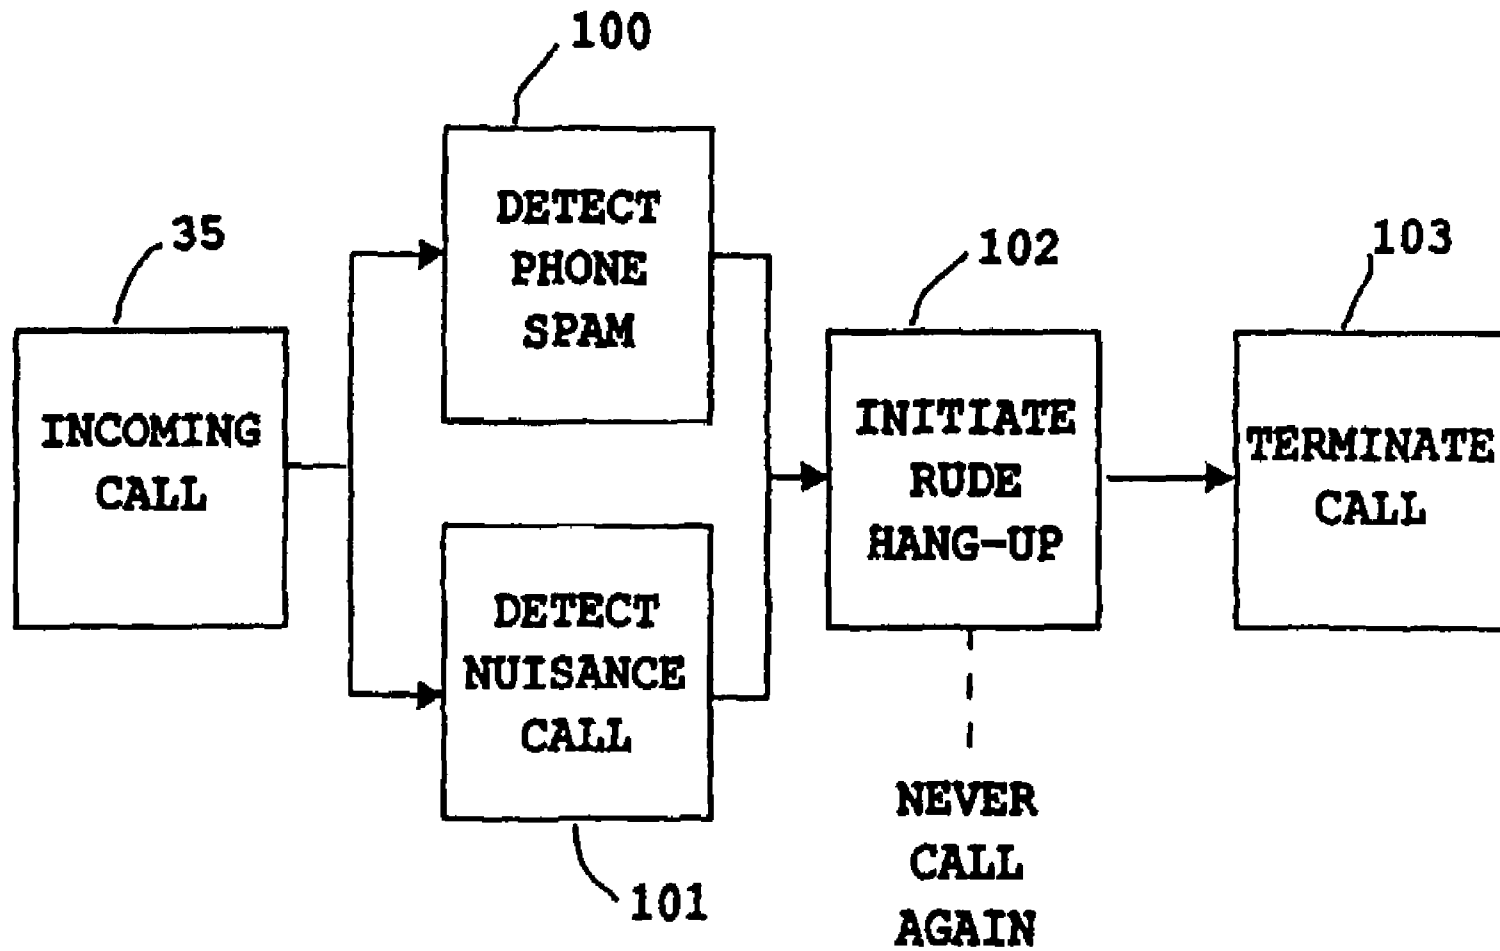 100
DETECT
PHONE
SPAM
35
INCOMING
CALL
102
INITIATE
RUDE
HANG-UP
103
TERMINATE
CALL
DETECT
NUISANCE
CALL
101
NEVER
CALL
AGAIN